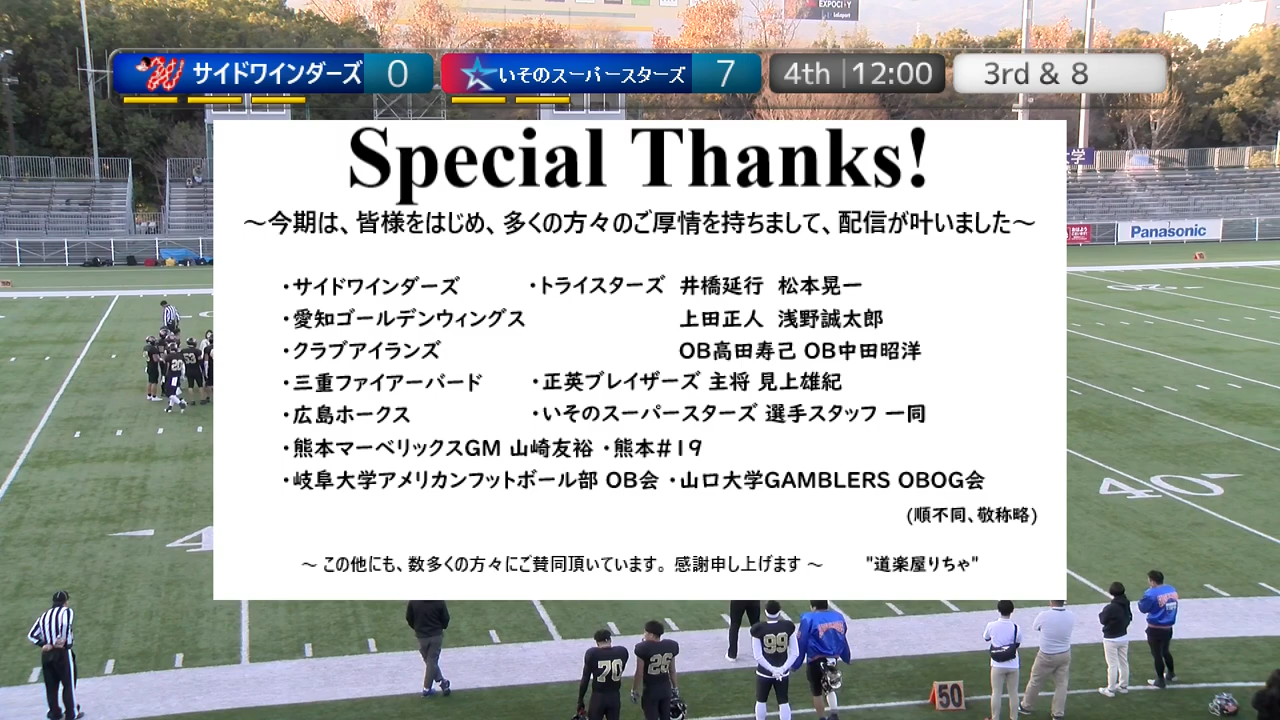 EXPOCITY
サイドワインダーズ 0 いそのスーパースターズ 7 4th 12:00 3rd & 8
Special Thanks!
～今期は、皆様をはじめ、多くの方々のご厚情を持ちまして、配信が叶いました～
・サイドワインダーズ ・トライスターズ 井橋延行 松本晃一
・愛知ゴールデンウィングス 上田正人 浅野誠太郎
・クラブアイランズ OB高田寿己 OB中田昭洋
・三重ファイアーバード ・正英ブレイザーズ 主将 見上雄紀
・広島ホークス ・いそのスーパースターズ 選手スタッフ 一同
・熊本マーベリックスGM 山崎友裕 ・熊本#19
・岐阜大学アメリカンフットボール部 OB会 ・山口大学GAMBLERS OBOG会
(順不同、敬称略)
～ この他にも、数多くの方々にご賛同頂いています。感謝申し上げます ～ "道楽屋りちゃ"
大学
Panasonic
20
53
40
4
99
70
26
50